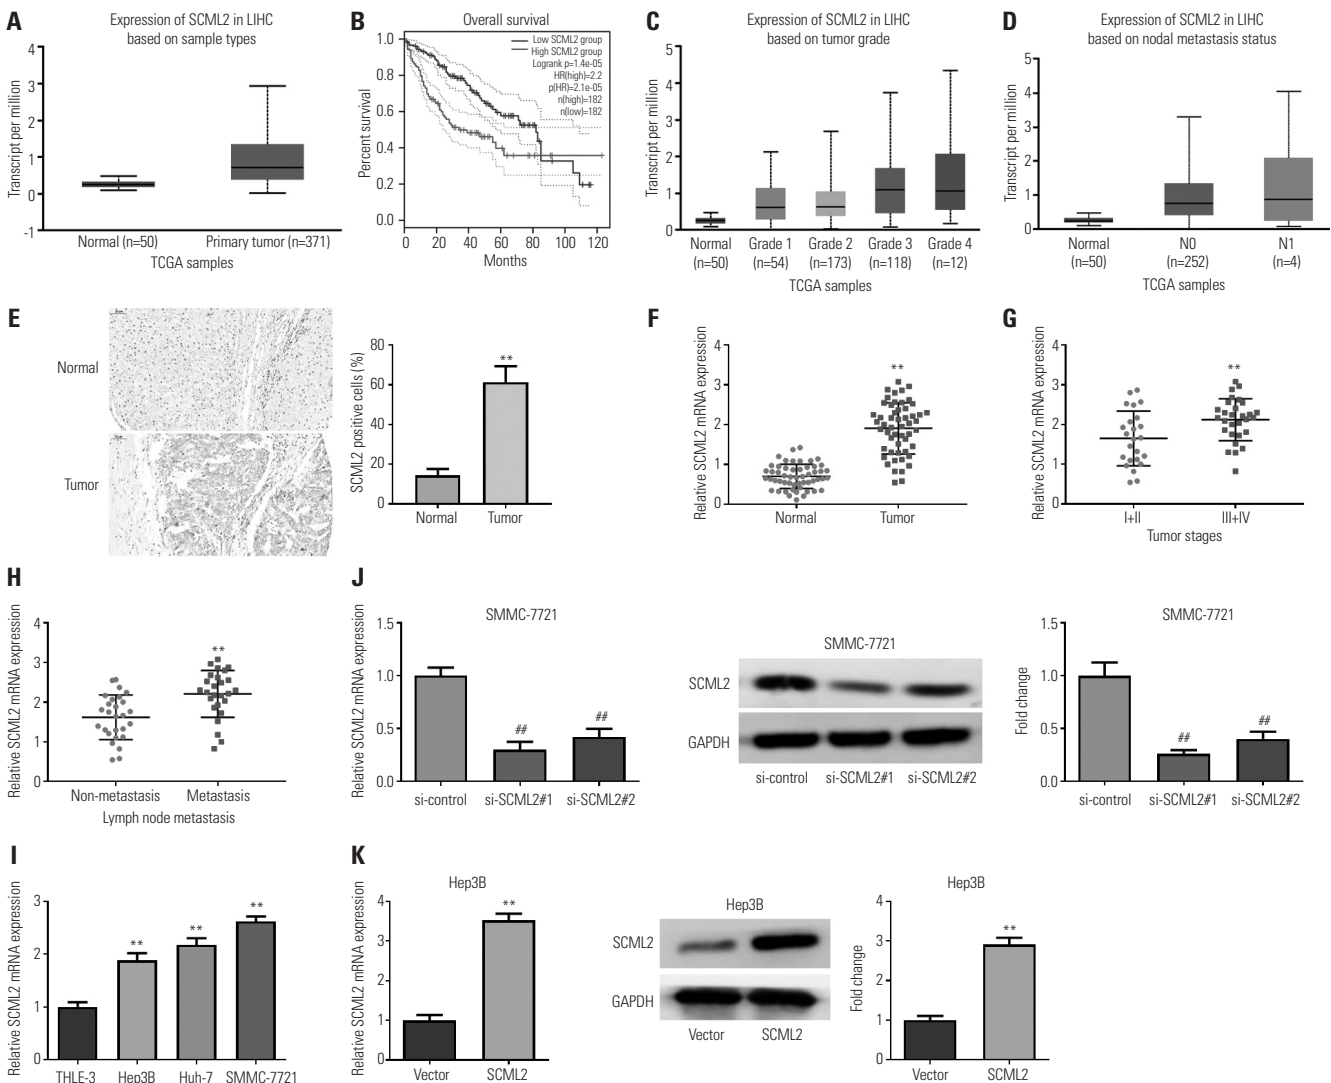 A
Expression of SCML2 in LIHC
based on sample types
Transcript per million
4
3
2
1
0
-1
Normal (n=50)
Primary tumor (n=371)
TCGA samples
B
Overall survival
Low SCML2 group
High SCML2 group
Logrank p=1.4e-05
HR(high)=2.2
p(HR)=2.1e-05
n(high)=182
n(low)=182
Percent survival
1.0
0.8
0.6
0.4
0.2
0.0
0 20 40 60 80 100 120
Months
C
Expression of SCML2 in LIHC
based on tumor grade
Transcript per million
5
4
3
2
1
0
Normal Grade 1 Grade 2 Grade 3 Grade 4
(n=50) (n=54) (n=173) (n=118) (n=12)
TCGA samples
D
Expression of SCML2 in LIHC
based on nodal metastasis status
Transcript per million
5
4
3
2
1
0
Normal N0 N1
(n=50) (n=252) (n=4)
TCGA samples
E
Normal
Tumor
SCML2 positive cells (%)
80
60
40
20
0
**
Normal Tumor
F
Relative SCML2 mRNA expression
4
3
2
1
0
**
Normal Tumor
G
Relative SCML2 mRNA expression
4
3
2
1
0
**
I+II III+IV
Tumor stages
H
Relative SCML2 mRNA expression
4
3
2
1
0
**
Non-metastasis Metastasis
Lymph node metastasis
J
SMMC-7721
Relative SCML2 mRNA expression
1.5
1.0
0.5
0.0
## ##
si-control si-SCML2#1 si-SCML2#2
SMMC-7721
SCML2
GAPDH
si-control si-SCML2#1 si-SCML2#2
SMMC-7721
Fold change
1.5
1.0
0.5
0.0
## ##
si-control si-SCML2#1 si-SCML2#2
I
Relative SCML2 mRNA expression
3
2
1
0
** ** **
THLE-3 Hep3B Huh-7 SMMC-7721
K
Hep3B
Relative SCML2 mRNA expression
4
3
2
1
0
**
Vector SCML2
Hep3B
SCML2
GAPDH
Vector SCML2
Hep3B
Fold change
4
3
2
1
0
**
Vector SCML2